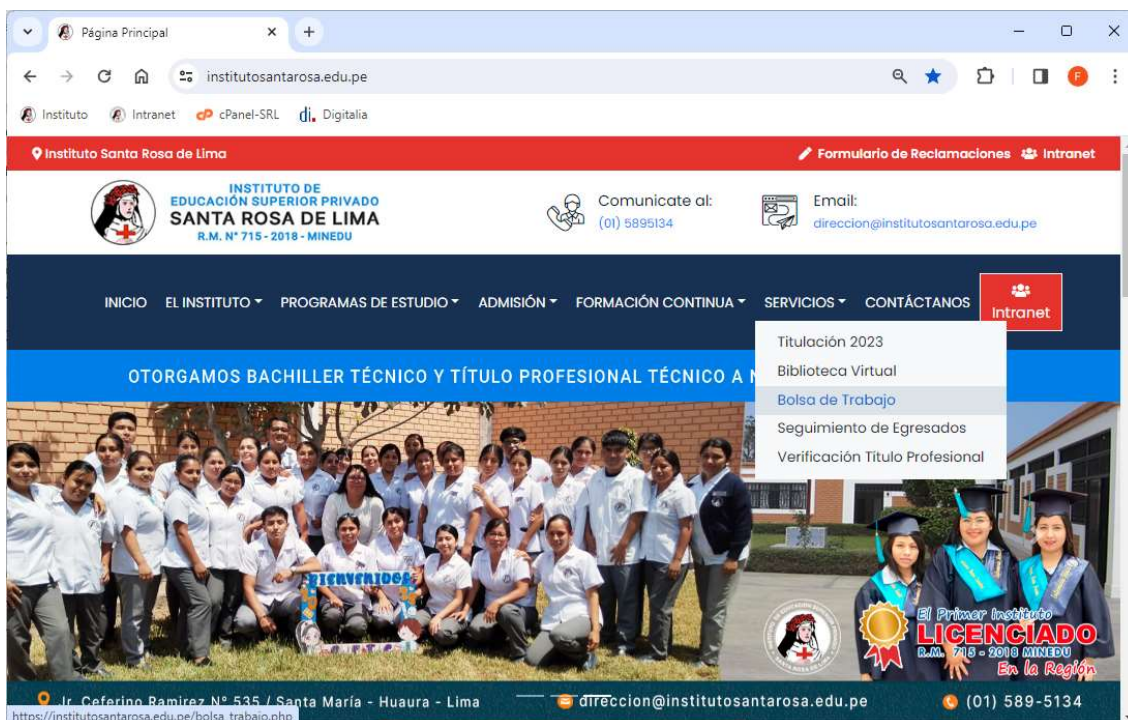 Página Principal
institutosantarosa.edu.pe
F
Instituto Intranet cP cPanel-SRL di. Digitalia
Instituto Santa Rosa de Lima
Formulario de Reclamaciones Intranet
INSTITUTO DE
EDUCACIÓN SUPERIOR PRIVADO
SANTA ROSA DE LIMA
R.M. N° 715 - 2018 - MINEDU
Comunicate al:
(01) 5895134
Email:
direccion@institutosantarosa.edu.pe
INICIO EL INSTITUTO PROGRAMAS DE ESTUDIO ADMISIÓN FORMACIÓN CONTINUA SERVICIOS CONTÁCTANOS Intranet
Titulación 2023
Biblioteca Virtual
Bolsa de Trabajo
Seguimiento de Egresados
Verificación Título Profesional
OTORGAMOS BACHILLER TÉCNICO Y TÍTULO PROFESIONAL TÉCNICO A
BIENVENIDOS
El Primer Instituto
LICENCIADO
R.M. 715 - 2018 MINEDU
En la Región
Jr. Ceferino Ramirez N° 535 / Santa María - Huaura - Lima
direccion@institutosantarosa.edu.pe
(01) 589-5134
https://institutosantarosa.edu.pe/bolsa_trabajo.php